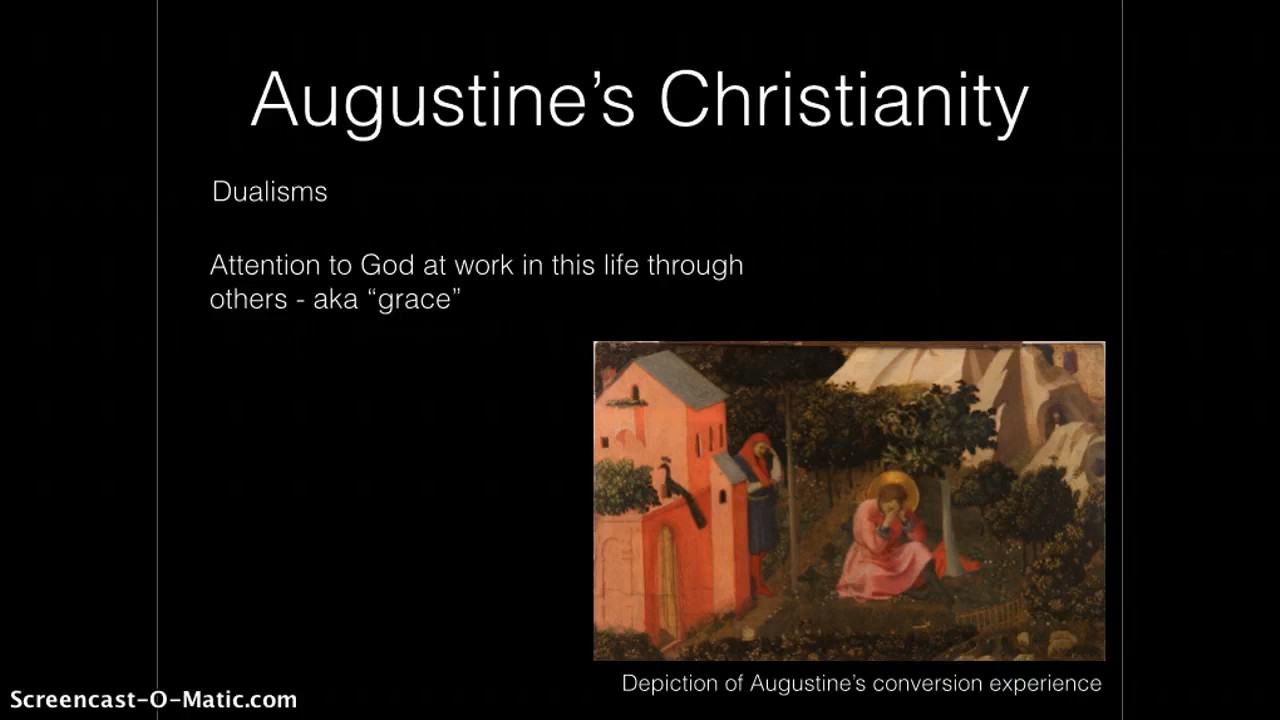 Augustine’s Christianity
Dualisms
Attention to God at work in this life through
others - aka “grace”
Depiction of Augustine’s conversion experience
Screencast-O-Matic.com